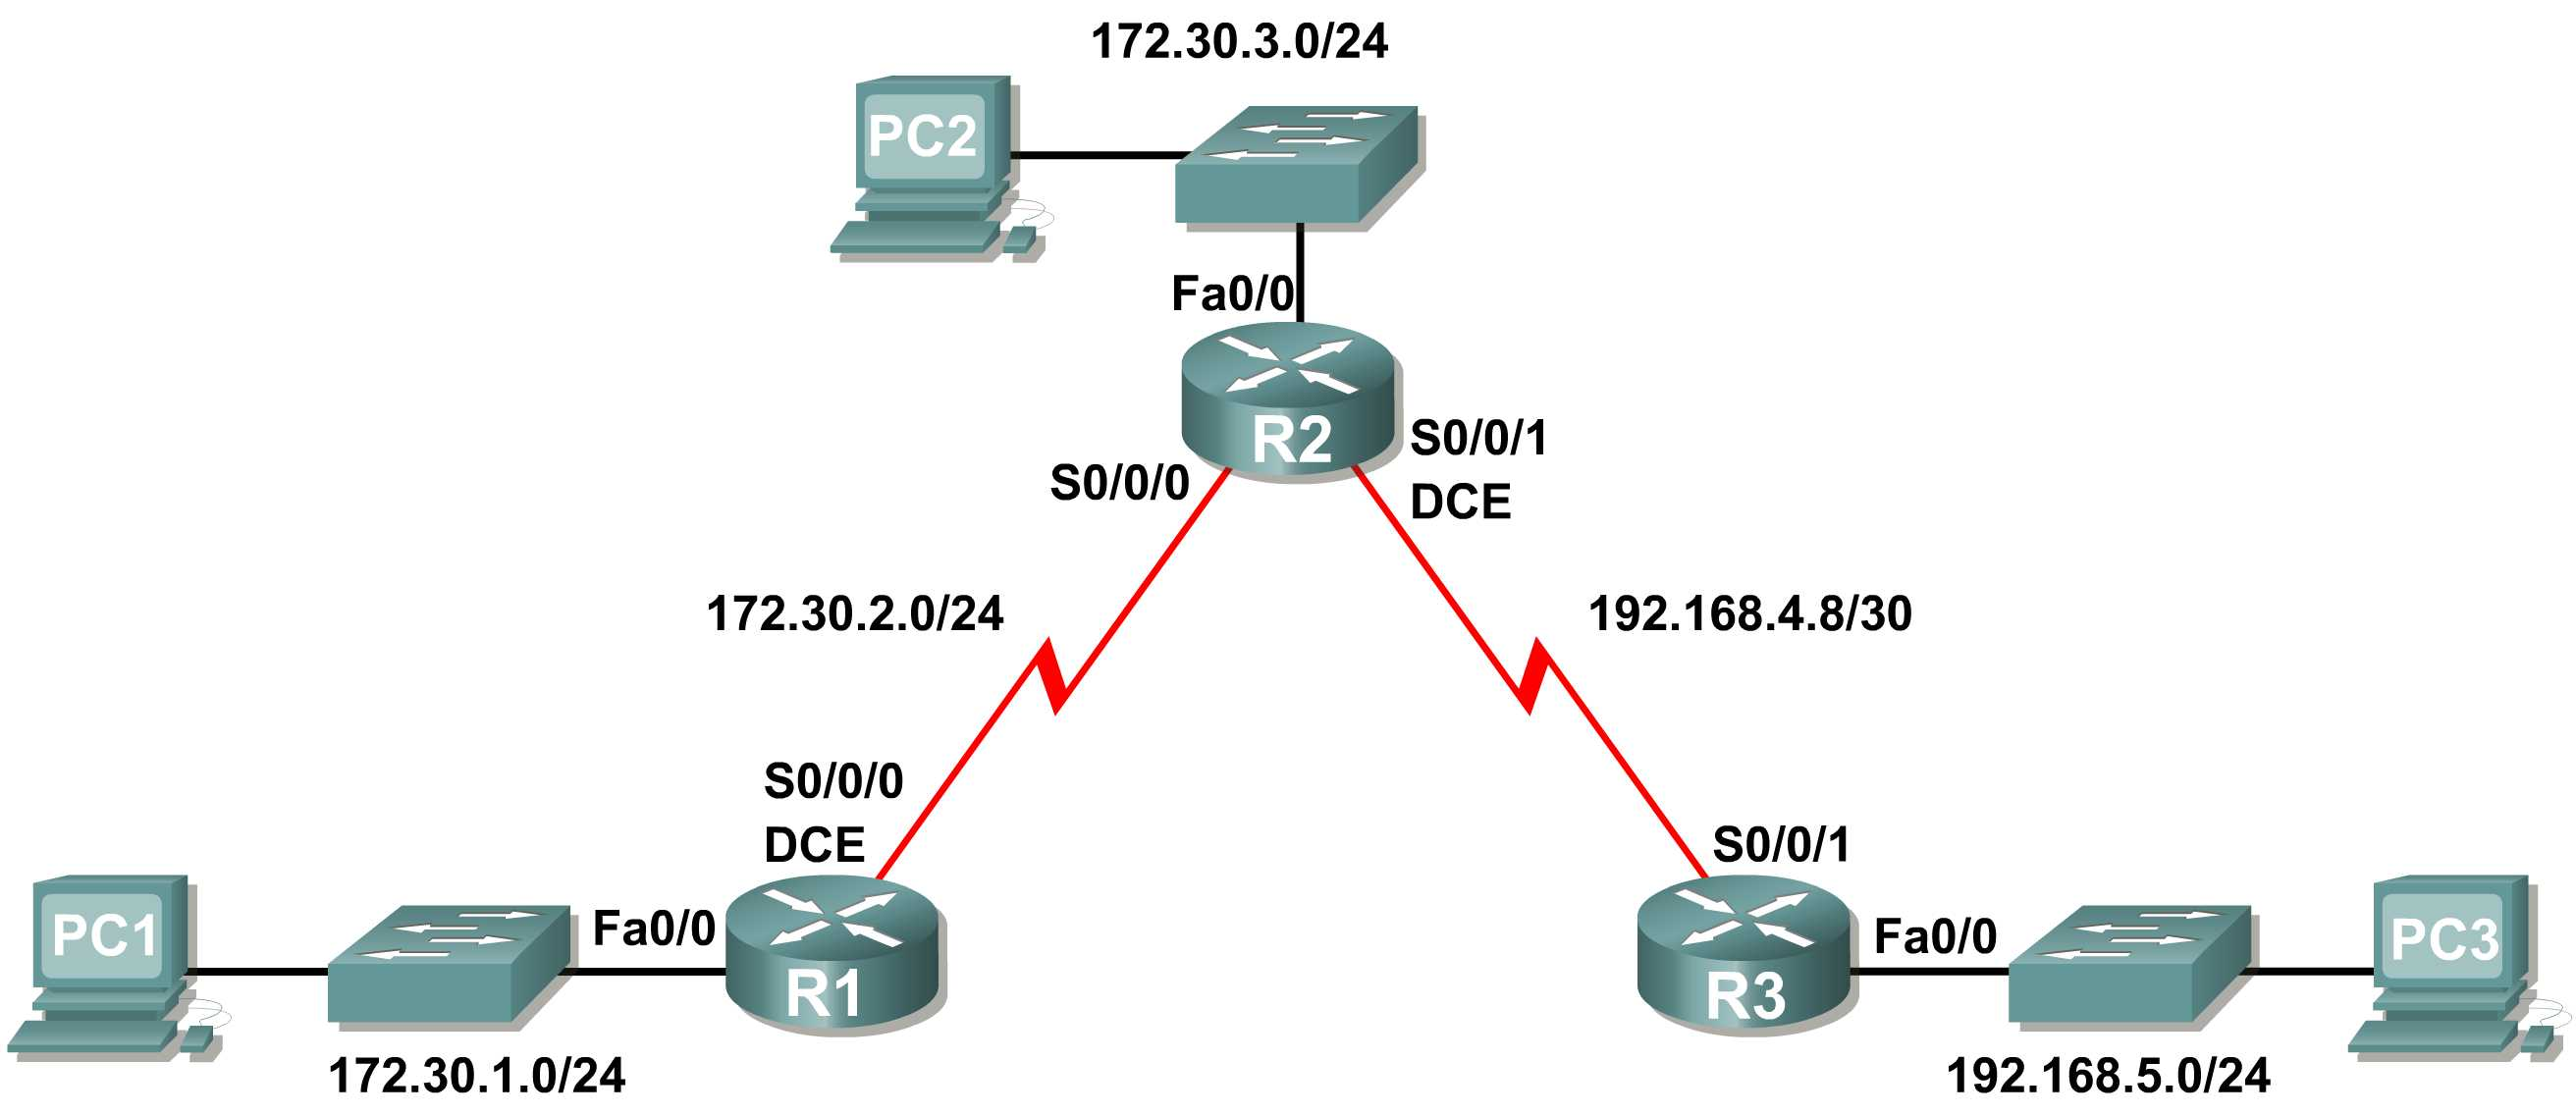 172.30.3.0/24
PC2
Fa0/0
R2
S0/0/0
S0/0/1
DCE
172.30.2.0/24
192.168.4.8/30
S0/0/0
DCE
S0/0/1
PC1
Fa0/0
R1
172.30.1.0/24
R3
Fa0/0
PC3
192.168.5.0/24